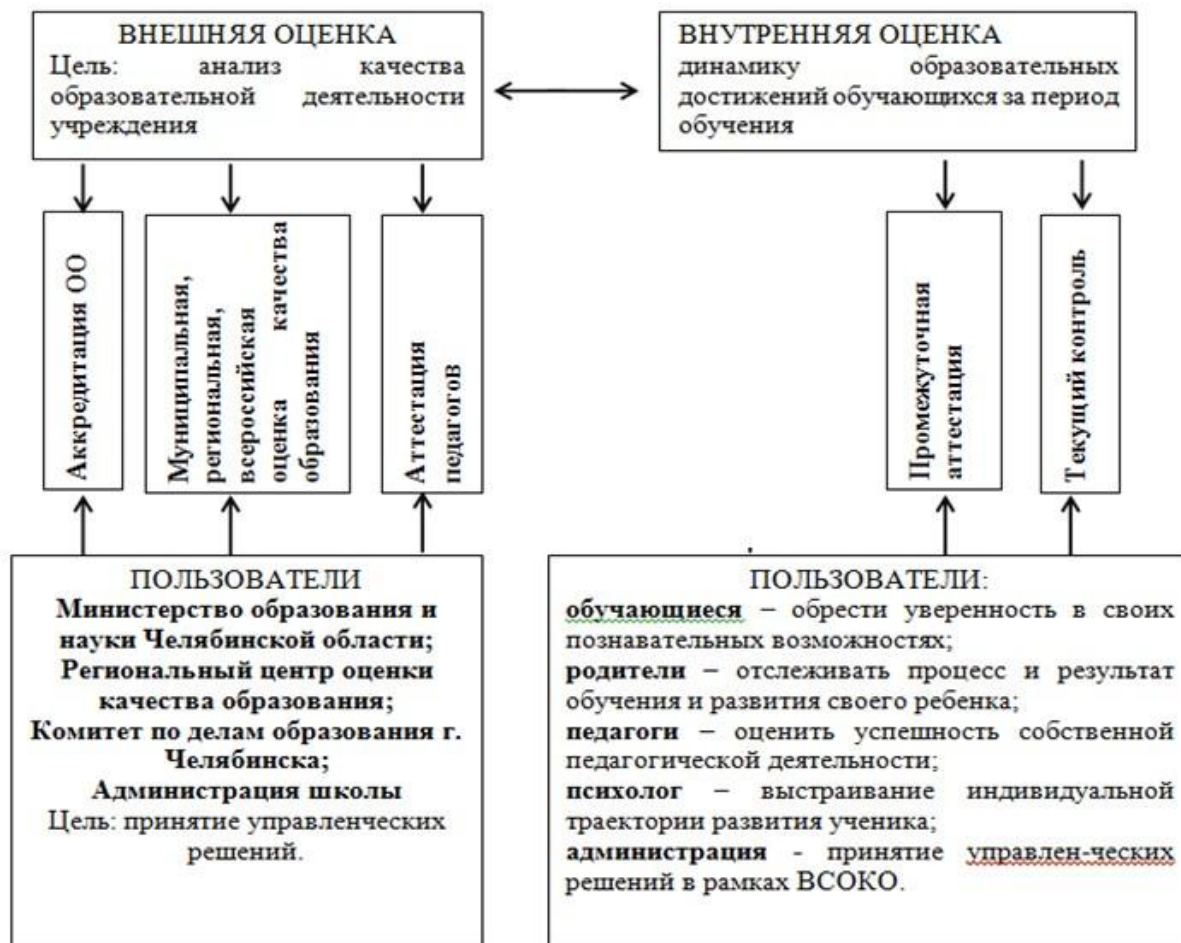 ВНЕШНЯЯ ОЦЕНКА
Цель: анализ качества
образовательной деятельности
учреждения
ВНУТРЕННЯЯ ОЦЕНКА
динамику образовательных
достижений обучающихся за период
обучения
Аккредитация ОО
Муниципальная,
региональная,
всероссийская
оценка качества
образования
Аттестация
педагогов
Промежуточная
аттестация
Текущий контроль
ПОЛЬЗОВАТЕЛИ
Министерство образования и
науки Челябинской области;
Региональный центр оценки
качества образования;
Комитет по делам образования г.
Челябинска;
Администрация школы
Цель: принятие управленческих
решений.
ПОЛЬЗОВАТЕЛИ:
обучающиеся – обрести уверенность в своих
познавательных возможностях;
родители – отслеживать процесс и результат
обучения и развития своего ребенка;
педагоги – оценить успешность собственной
педагогической деятельности;
психолог – выстраивание индивидуальной
траектории развития ученика;
администрация - принятие управлен-ческих
решений в рамках ВСОКО.